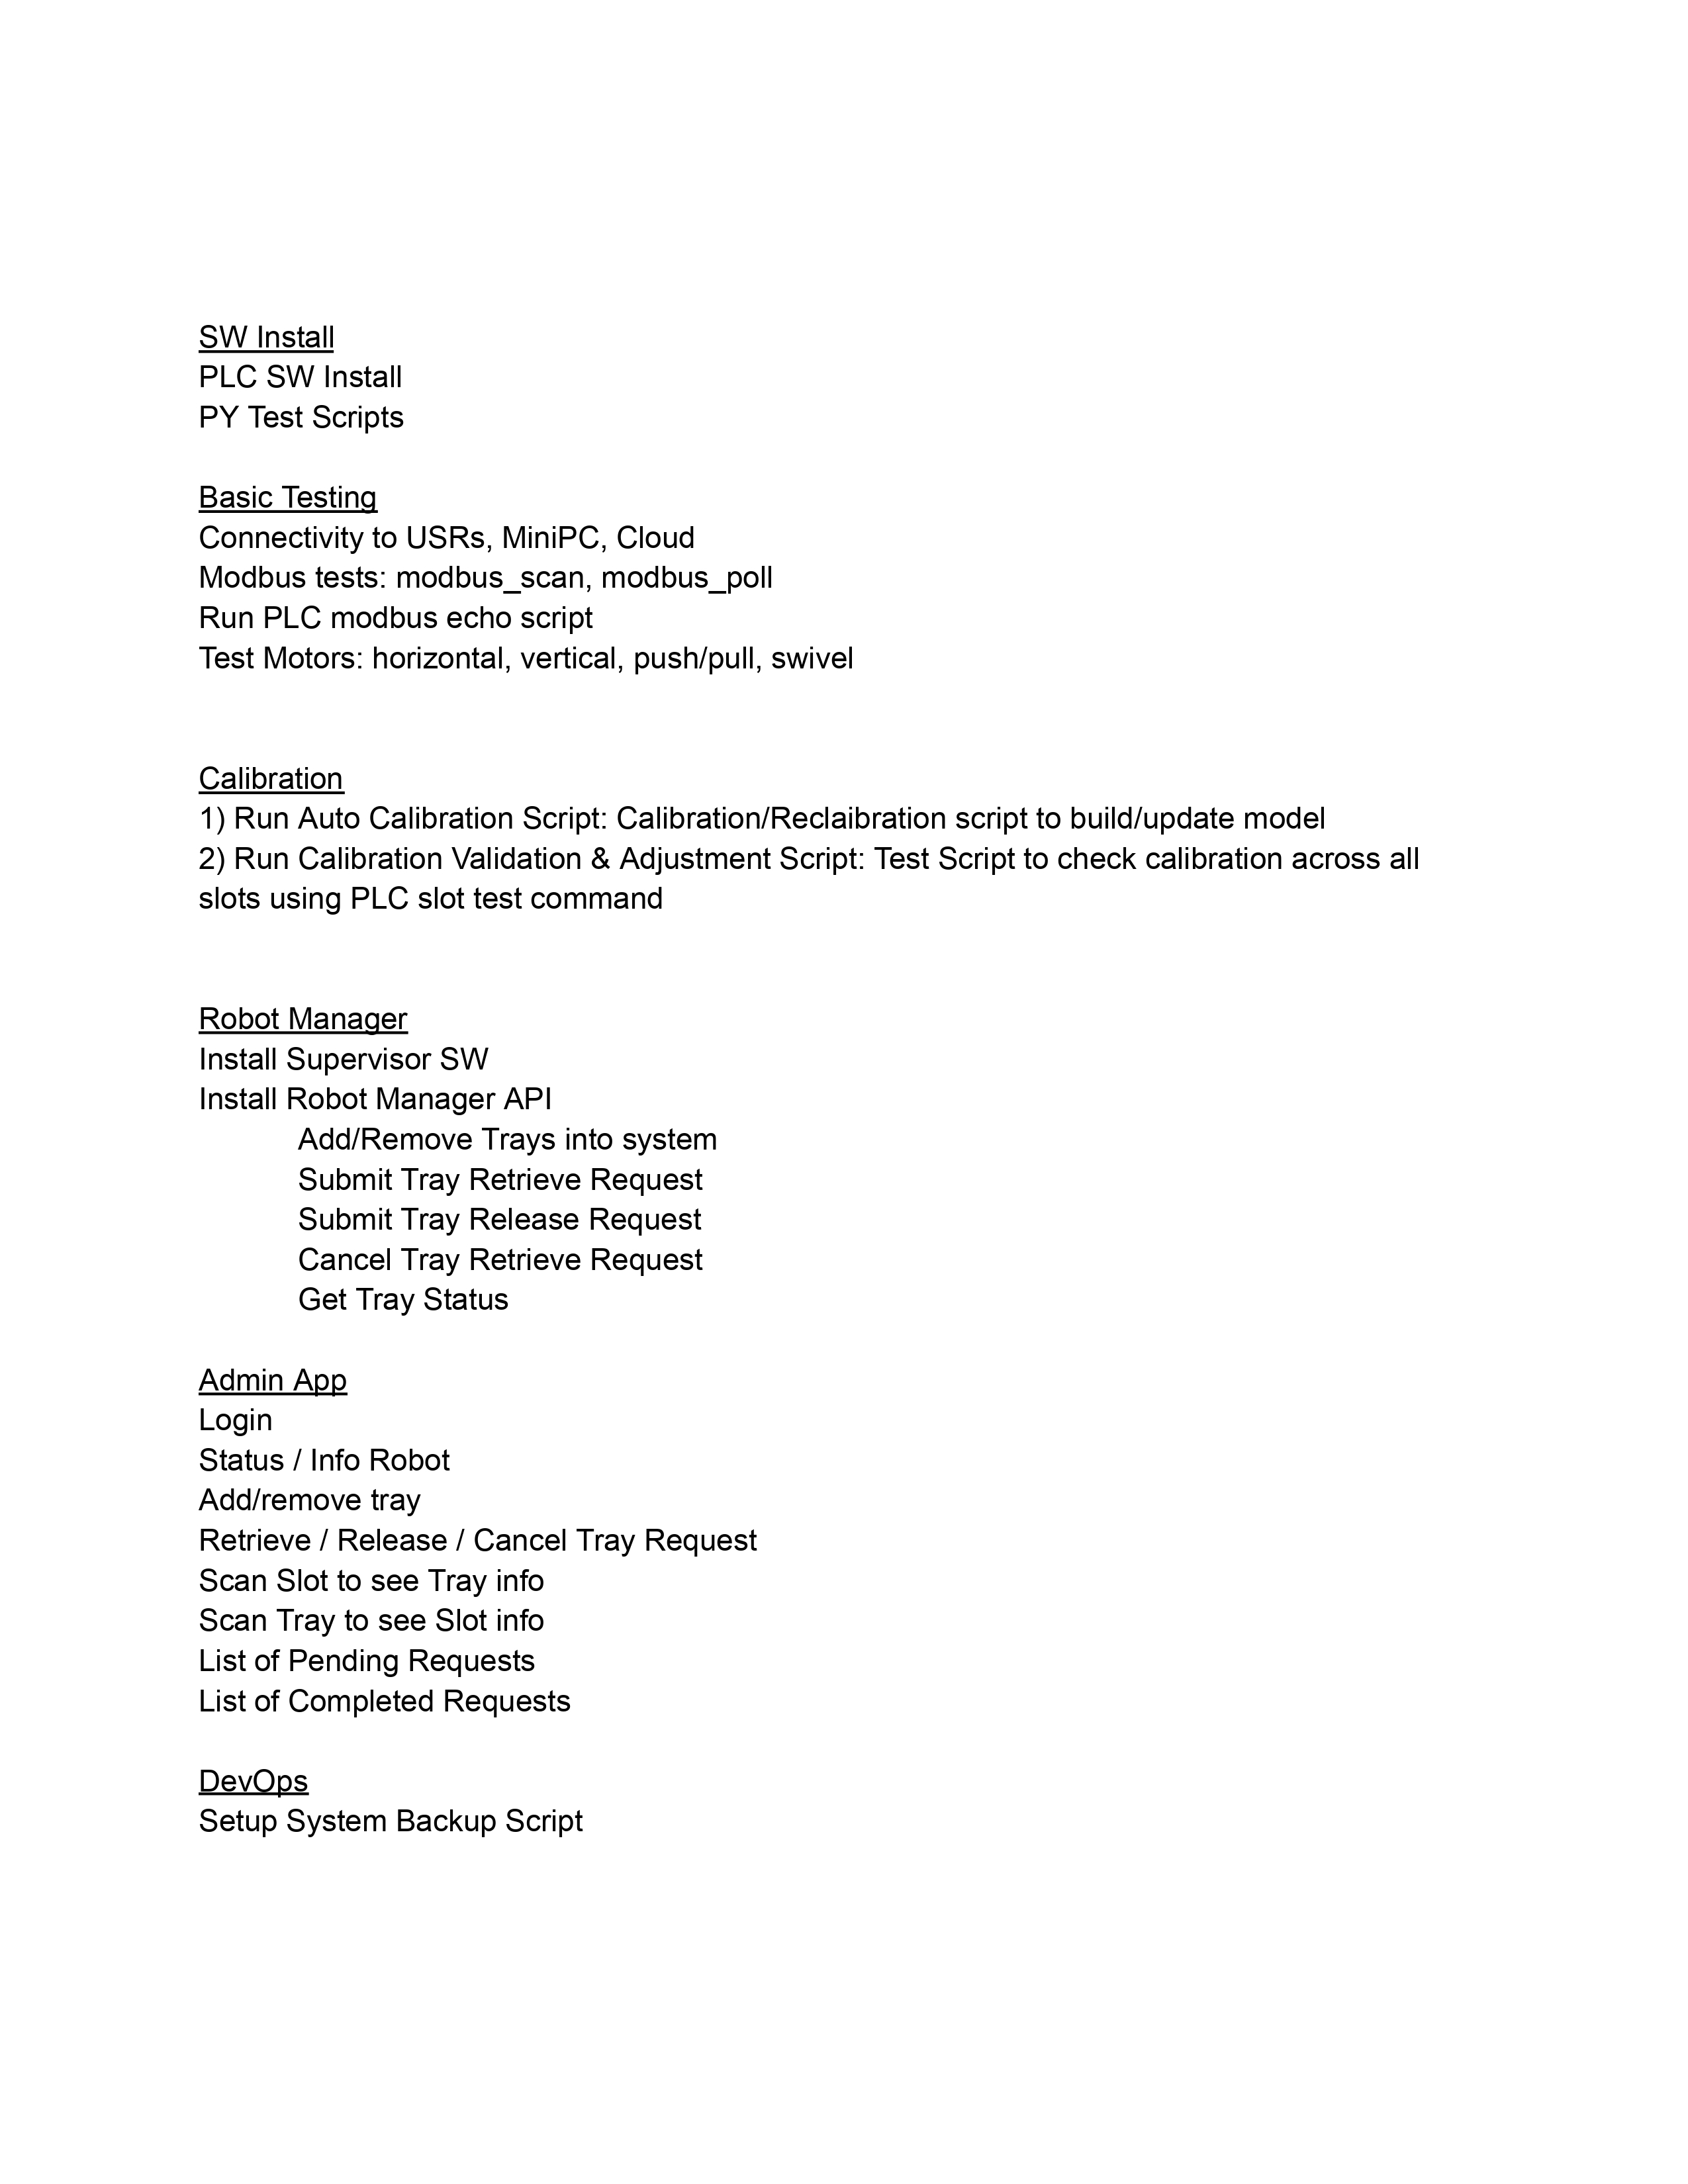 SW Install
PLC SW Install
PY Test Scripts
Basic Testing
Connectivity to USRs, MiniPC, Cloud
Modbus tests: modbus_scan, modbus_poll
Run PLC modbus echo script
Test Motors: horizontal, vertical, push/pull, swivel
Calibration
1) Run Auto Calibration Script: Calibration/Reclaibration script to build/update model
2) Run Calibration Validation & Adjustment Script: Test Script to check calibration across all
slots using PLC slot test command
Robot Manager
Install Supervisor SW
Install Robot Manager API
Add/Remove Trays into system
Submit Tray Retrieve Request
Submit Tray Release Request
Cancel Tray Retrieve Request
Get Tray Status
Admin App
Login
Status / Info Robot
Add/remove tray
Retrieve / Release / Cancel Tray Request
Scan Slot to see Tray info
Scan Tray to see Slot info
List of Pending Requests
List of Completed Requests
DevOps
Setup System Backup Script